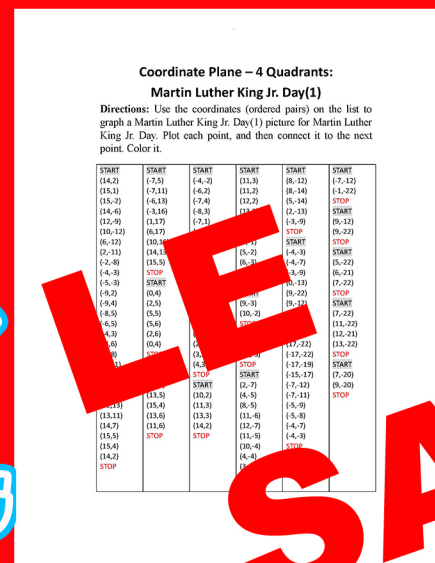 Coordinate Plane – 4 Quadrants:
Martin Luther King Jr. Day(1)
Directions: Use the coordinates (ordered pairs) on the list to
graph a Martin Luther King Jr. Day(1) picture for Martin Luther
King Jr. Day. Plot each point, and then connect it to the next
point. Color it.
START
(14,2)
(15,1)
(15,-2)
(14,-6)
(12,-9)
(10,-12)
(6,-12)
(2,-11)
(-2,-8)
(-4,-3)
(-5,-3)
(-9,2)
(-9,4)
(-8,5)
(13,11)
(14,7)
(15,5)
(15,4)
(14,2)
STOP
START
(-7,5)
(-7,11)
(-6,13)
(-3,16)
(1,17)
(6,17)
(15,5)
STOP
START
(0,4)
(2,5)
(5,5)
(5,6)
(2,6)
(0,4)
(13,5)
(15,4)
(13,6)
(11,6)
STOP
START
(-4,-2)
(-6,2)
(-7,4)
(-8,3)
(-7,1)
STOP
START
(10,2)
(11,3)
(13,3)
(14,2)
STOP
START
(11,3)
(11,2)
(12,2)
(5,-2)
(9,-3)
(10,-2)
STOP
START
(2,-7)
(4,-5)
(8,-5)
(11,-6)
(12,-7)
(11,-5)
(10,-4)
(4,-4)
START
(8,-12)
(8,-14)
(5,-14)
(2,-13)
(-3,-9)
STOP
START
(-4,-3)
(-4,-7)
(-3,-9)
(0,-13)
(9,-22)
(-17,-22)
(-17,-19)
(-15,-17)
(-7,-12)
(-7,-11)
(-5,-9)
(-5,-8)
(-4,-7)
(-4,-3)
STOP
START
(-7,-12)
(-1,-22)
STOP
START
(9,-12)
(9,-22)
STOP
START
(5,-22)
(6,-21)
(7,-22)
STOP
START
(7,-22)
(11,-22)
(12,-21)
(13,-22)
STOP
START
(7,-20)
(9,-20)
STOP
LE
SA